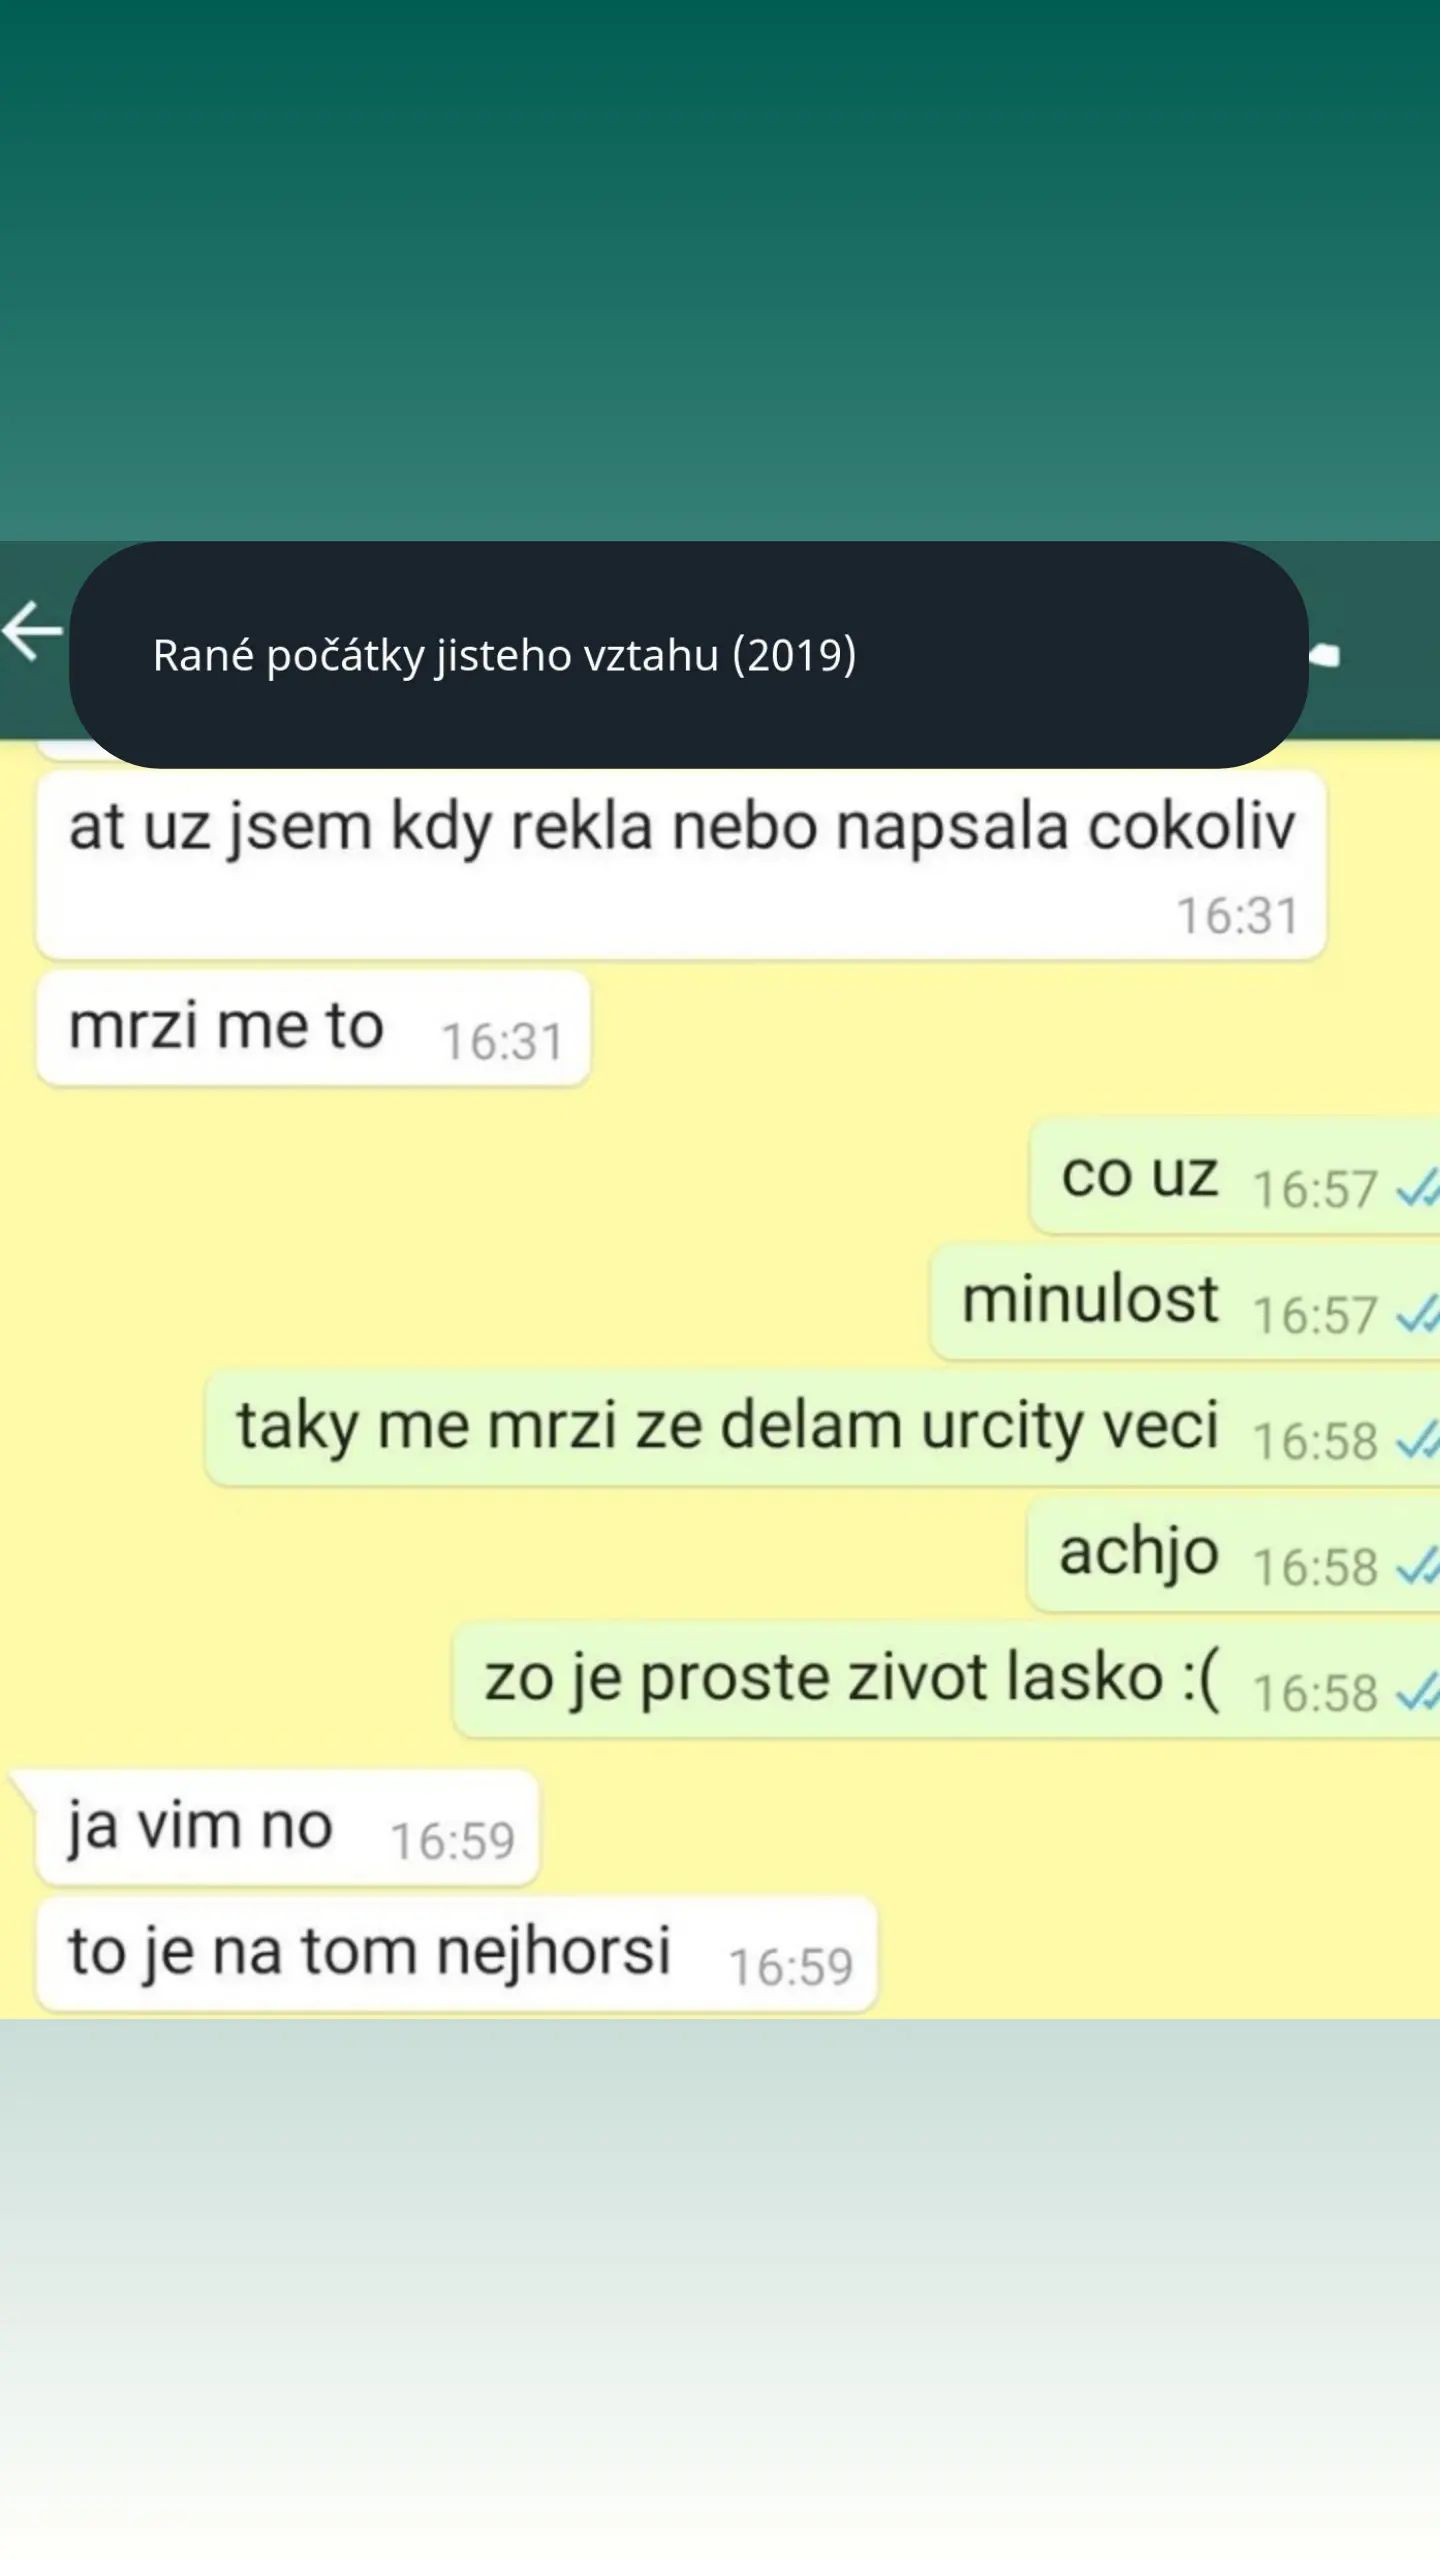 Rané počátky jisteho vztahu (2019)
at uz jsem kdy rekla nebo napsala cokoliv
16:31
mrzi me to 16:31
co uz 16:57
minulost 16:57
taky me mrzi ze delam urcity veci 16:58
achjo 16:58
zo je proste zivot lasko :( 16:58
ja vim no 16:59
to je na tom nejhorsi 16:59